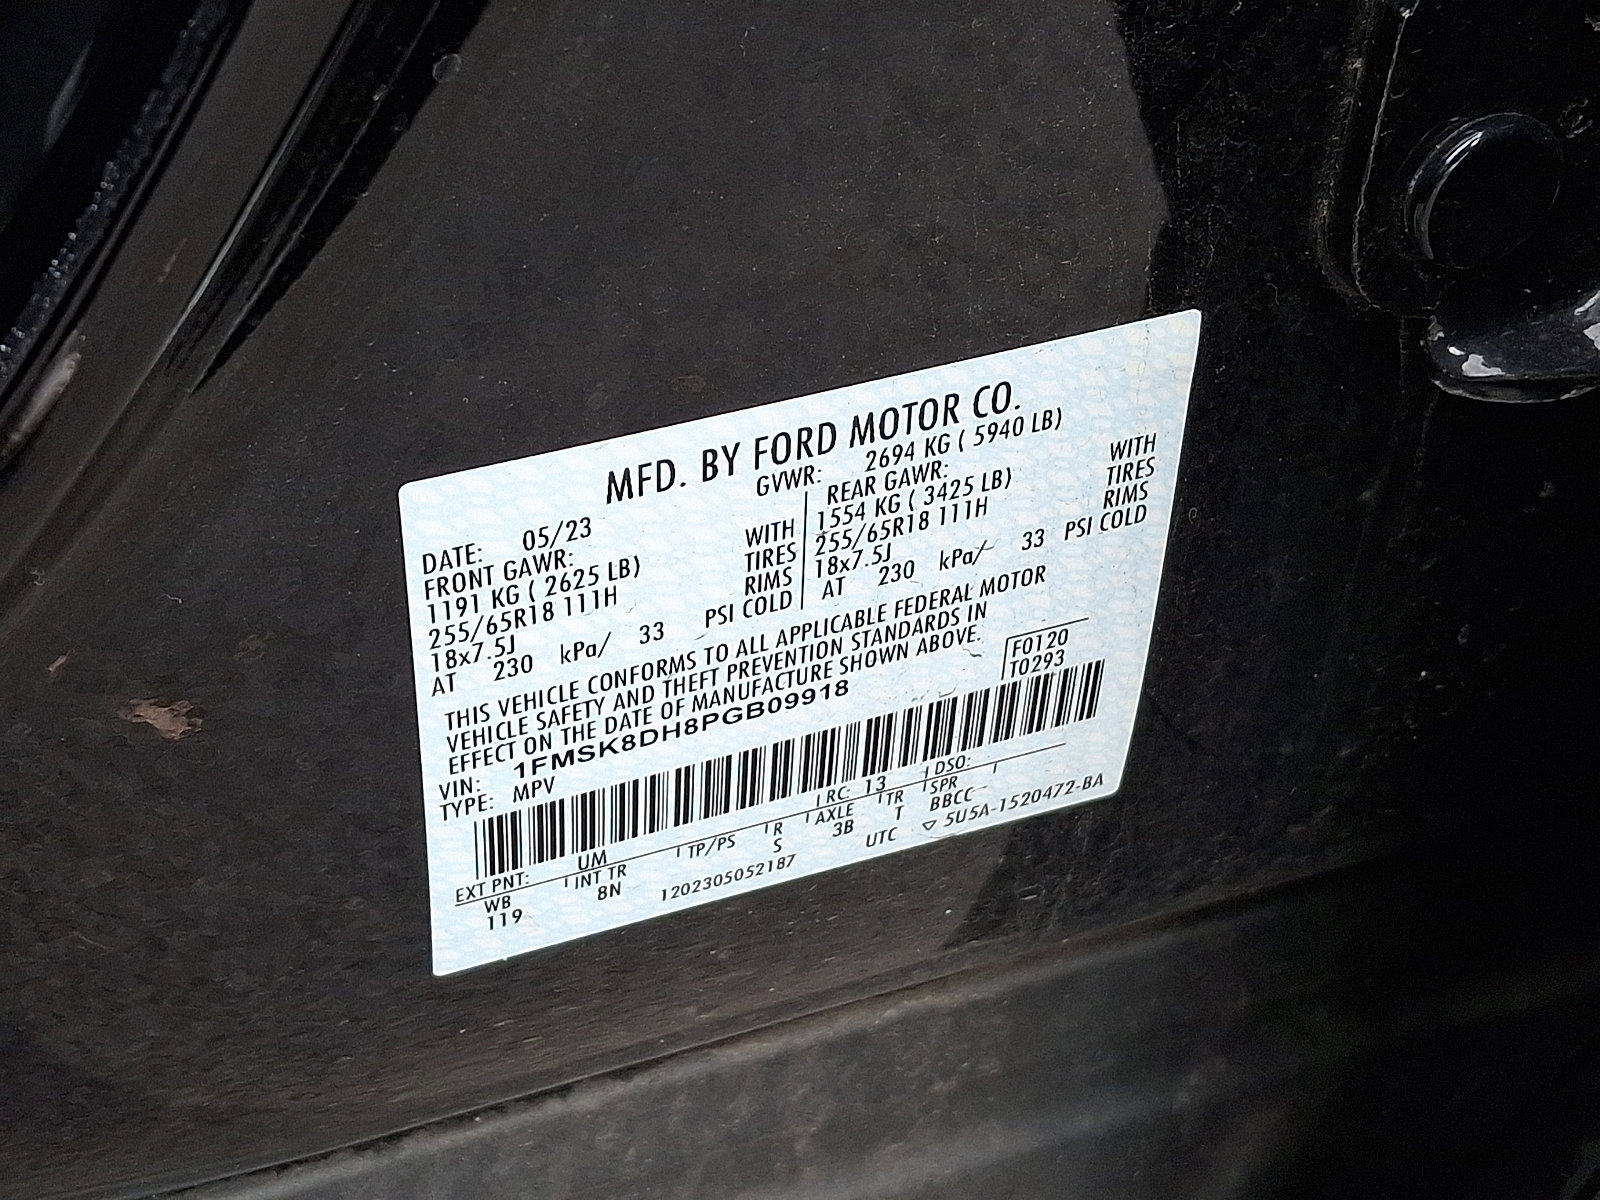 MFD. BY FORD MOTOR CO.
DATE: 05/23 GVWR: 2694 KG ( 5940 LB)
FRONT GAWR: REAR GAWR:
1191 KG ( 2625 LB) WITH 1554 KG ( 3425 LB) WITH
255/65R18 111H TIRES 255/65R18 111H TIRES
18x7.5J RIMS 18x7.5J RIMS
AT 230 kPa/ 33 PSI COLD AT 230 kPa/ 33 PSI COLD
THIS VEHICLE CONFORMS TO ALL APPLICABLE FEDERAL MOTOR
VEHICLE SAFETY AND THEFT PREVENTION STANDARDS IN
EFFECT ON THE DATE OF MANUFACTURE SHOWN ABOVE.
VIN: 1FMSK8DH8PGB09918 F0120
TYPE: MPV T0293
EXT PNT: UM RC: 13 DSO:
WB INT TR TP/PS R AXLE TR SPR
119 8N S 3B T BBCC
1202305052187 UTC ▽ 5U5A-1520472-BA